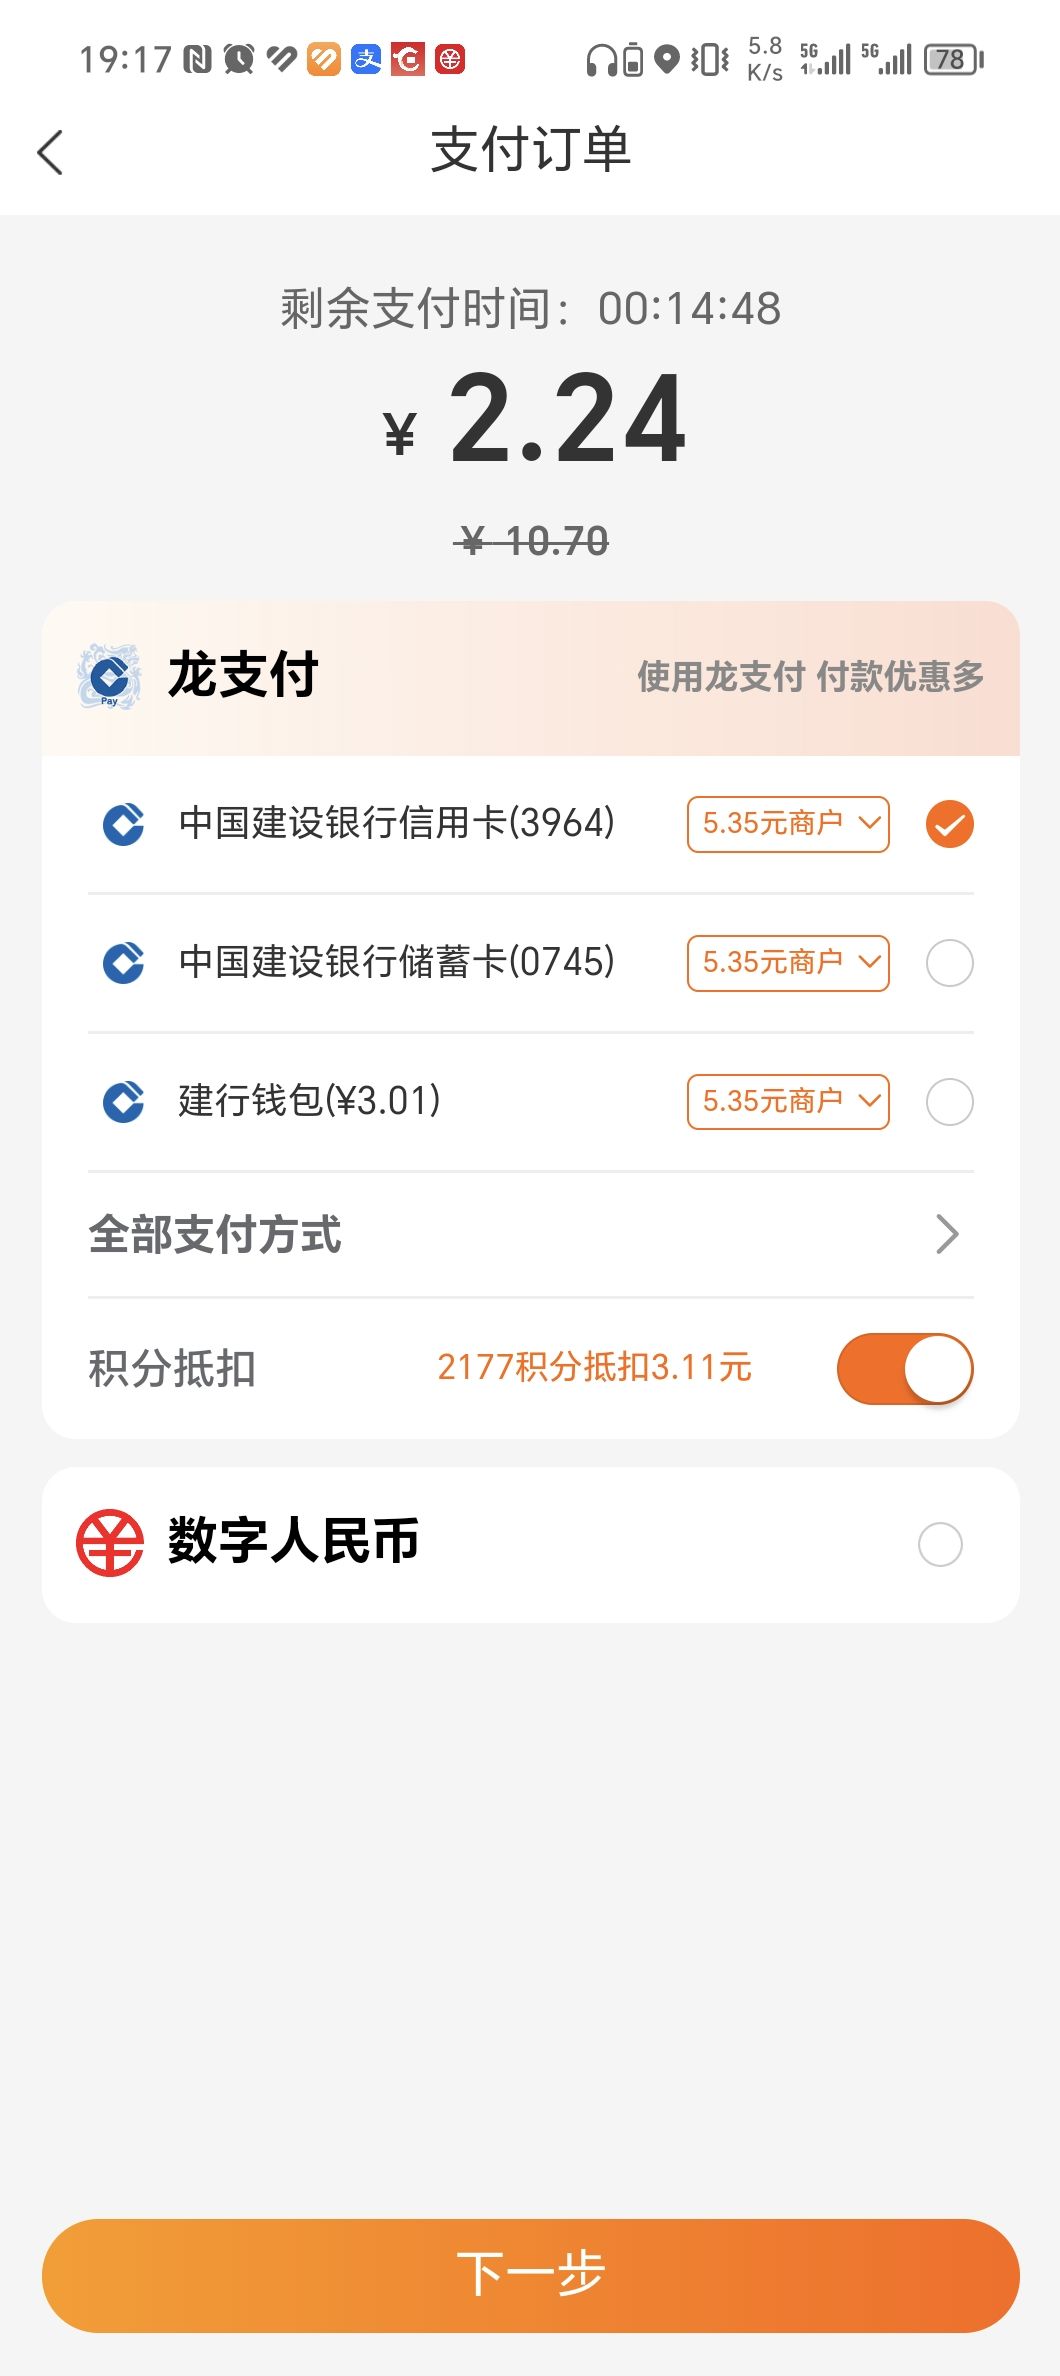 19:17 5.8 K/s 5G 5G 78
支付订单
剩余支付时间：00:14:48
¥ 2.24
¥ 10.70
Pay 龙支付 使用龙支付 付款优惠多
中国建设银行信用卡(3964) 5.35元商户
中国建设银行储蓄卡(0745) 5.35元商户
建行钱包(¥3.01) 5.35元商户
全部支付方式
积分抵扣 2177积分抵扣3.11元
数字人民币
下一步